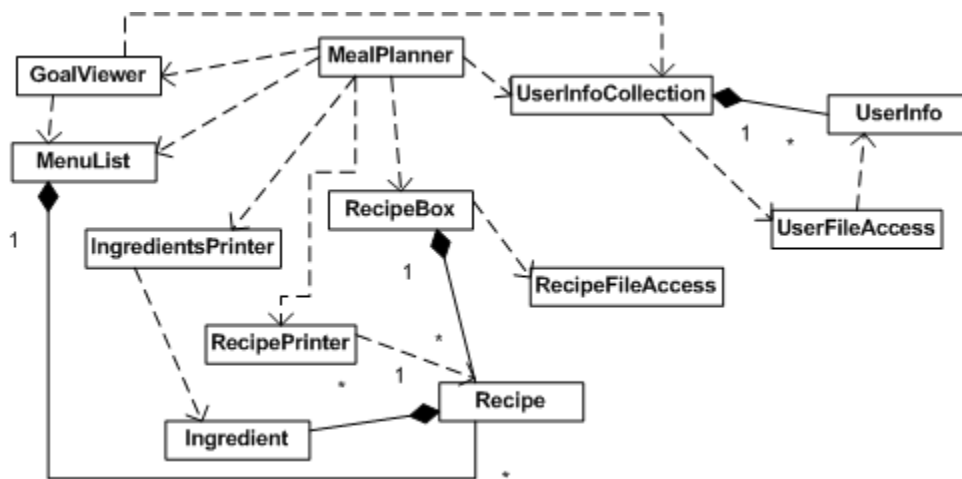 MealPlanner
GoalViewer
UserInfoCollection
UserInfo
1
*
MenuList
RecipeBox
UserFileAccess
1
IngredientsPrinter
1
RecipeFileAccess
RecipePrinter
*
*
1
Recipe
Ingredient
*